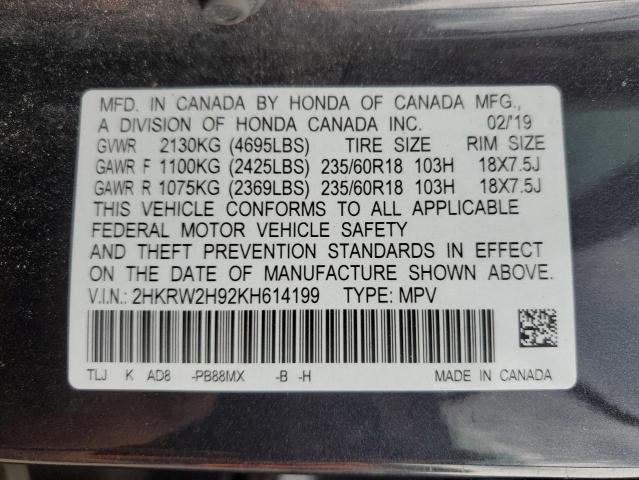 MFD. IN CANADA BY HONDA OF CANADA MFG.,
A DIVISION OF HONDA CANADA INC. 02/'19
GVWR 2130KG (4695LBS) TIRE SIZE RIM SIZE
GAWR F 1100KG (2425LBS) 235/60R18 103H 18X7.5J
GAWR R 1075KG (2369LBS) 235/60R18 103H 18X7.5J
THIS VEHICLE CONFORMS TO ALL APPLICABLE
FEDERAL MOTOR VEHICLE SAFETY
AND THEFT PREVENTION STANDARDS IN EFFECT
ON THE DATE OF MANUFACTURE SHOWN ABOVE.
V.I.N.: 2HKRW2H92KH614199 TYPE: MPV
TLJ K AD8 -PB88MX -B -H MADE IN CANADA